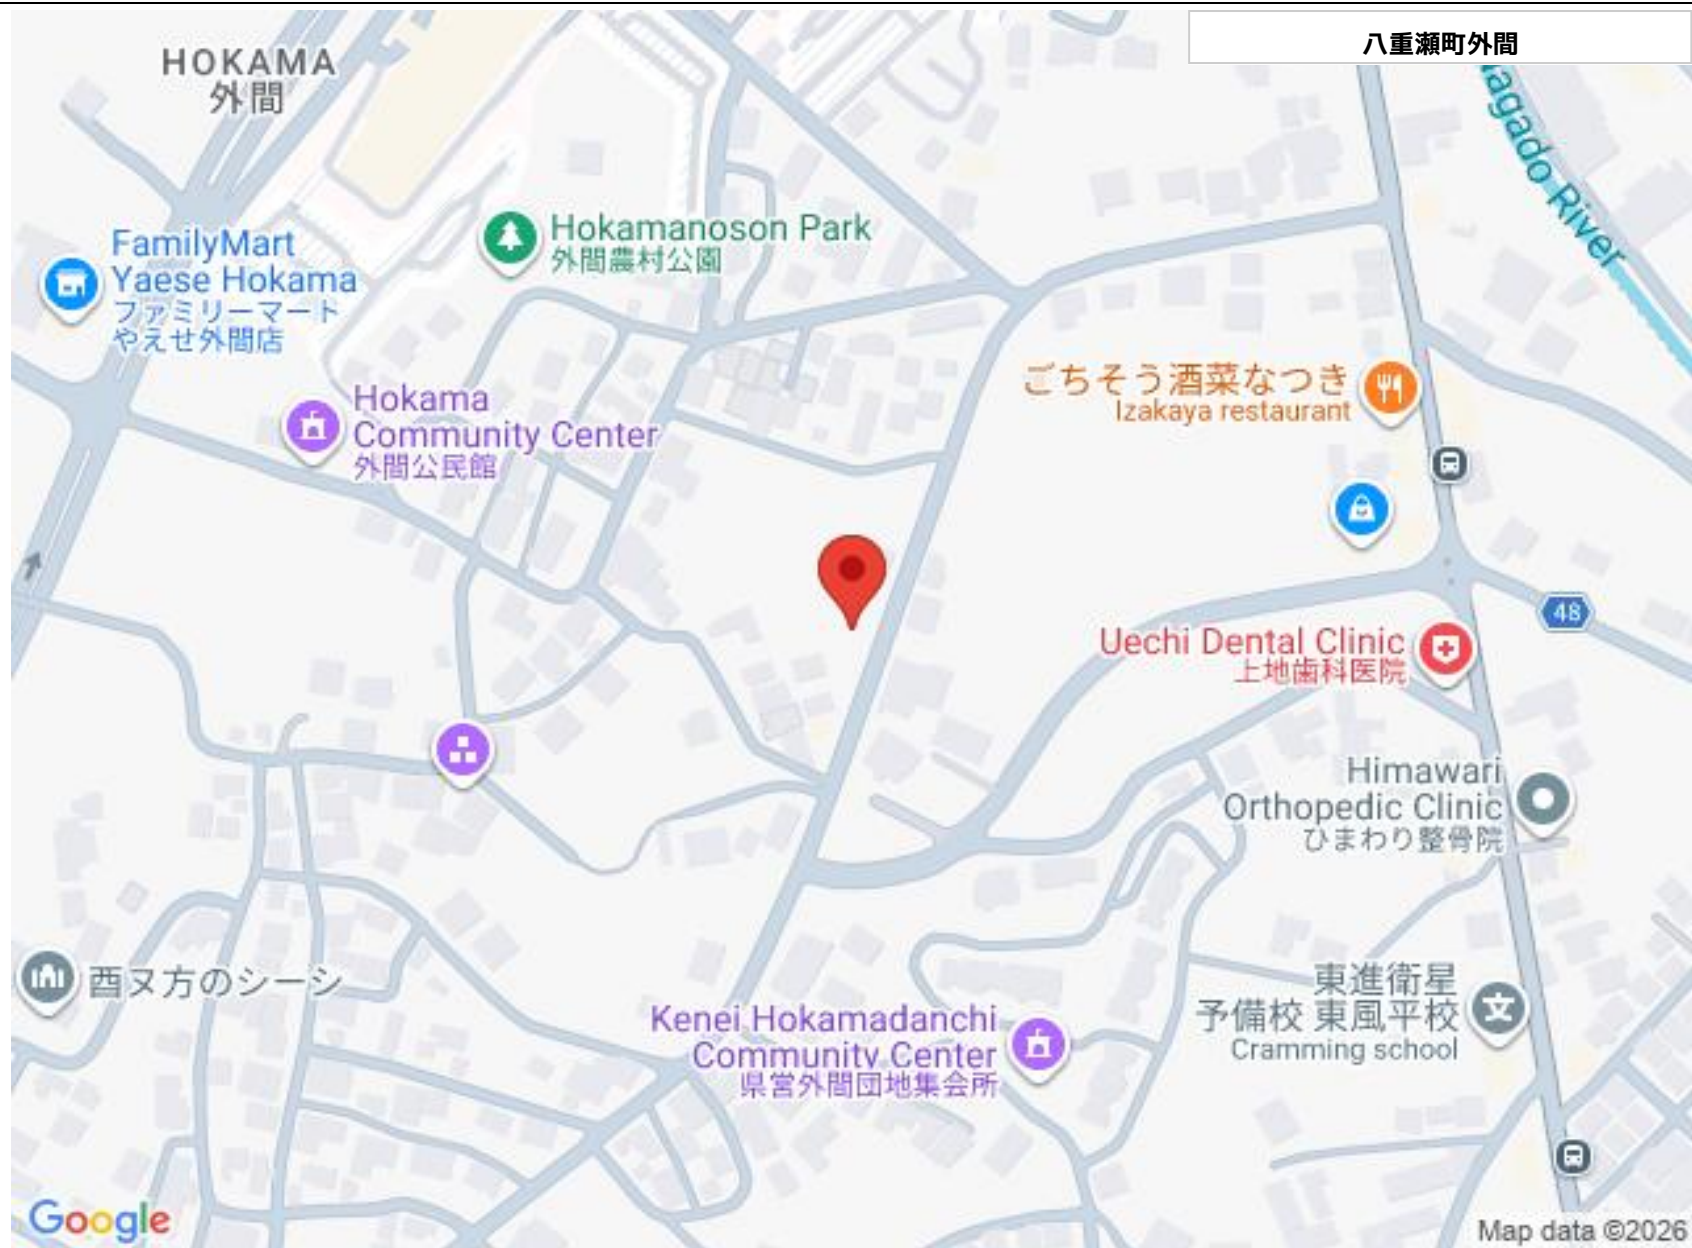 八重瀬町外間
HOKAMA
外間
agado River
Hokamanoson Park
外間農村公園
FamilyMart
Yaese Hokama
ファミリーマート
やえせ外間店
ごちそう酒菜なつき
Izakaya restaurant
Hokama
Community Center
外間公民館
48
Uechi Dental Clinic
上地歯科医院
Himawari
Orthopedic Clinic
ひまわり整骨院
酉ヌ方のシーシ
東進衛星
予備校 東風平校
Cramming school
Kenei Hokamadanchi
Community Center
県営外間団地集会所
Google
Map data ©2026